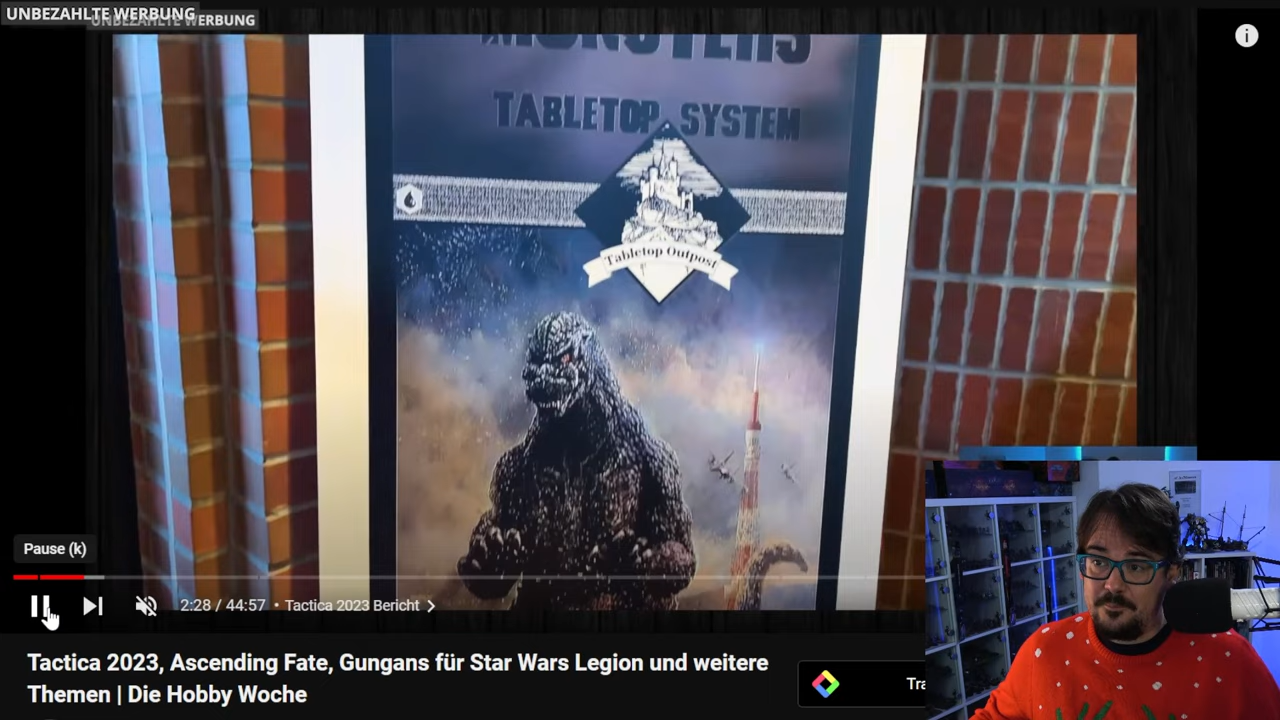 UNBEZAHLTE WERBUNG
UNBEZAHLTE WERBUNG
MONSTERS
TABLETOP SYSTEM
Tabletop Outpost
Pause (k)
2:28 / 44:57 • Tactica 2023 Bericht
Tactica 2023, Ascending Fate, Gungans für Star Wars Legion und weitere
Themen | Die Hobby Woche
Tra